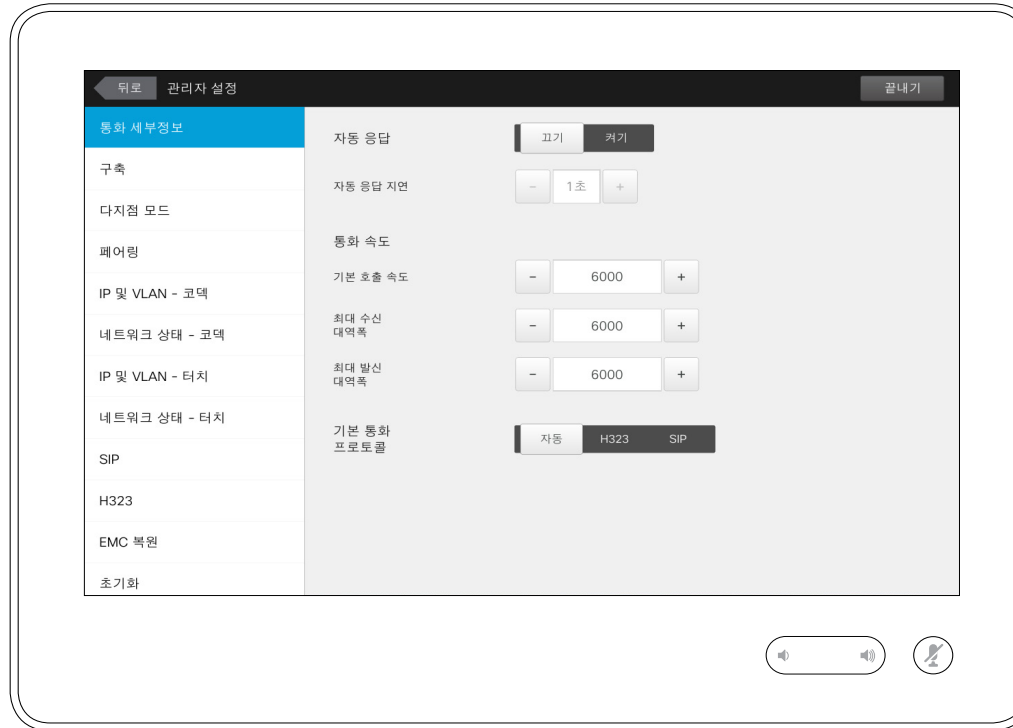 뒤로 관리자 설정 끝내기
통화 세부정보
구축
다지점 모드
페어링
IP 및 VLAN – 코덱
네트워크 상태 – 코덱
IP 및 VLAN – 터치
네트워크 상태 – 터치
SIP
H323
EMC 복원
초기화
자동 응답 끄기 켜기
자동 응답 지연 – 1초 +
통화 속도
기본 호출 속도 – 6000 +
최대 수신
대역폭 – 6000 +
최대 발신
대역폭 – 6000 +
기본 통화
프로토콜 자동 H323 SIP